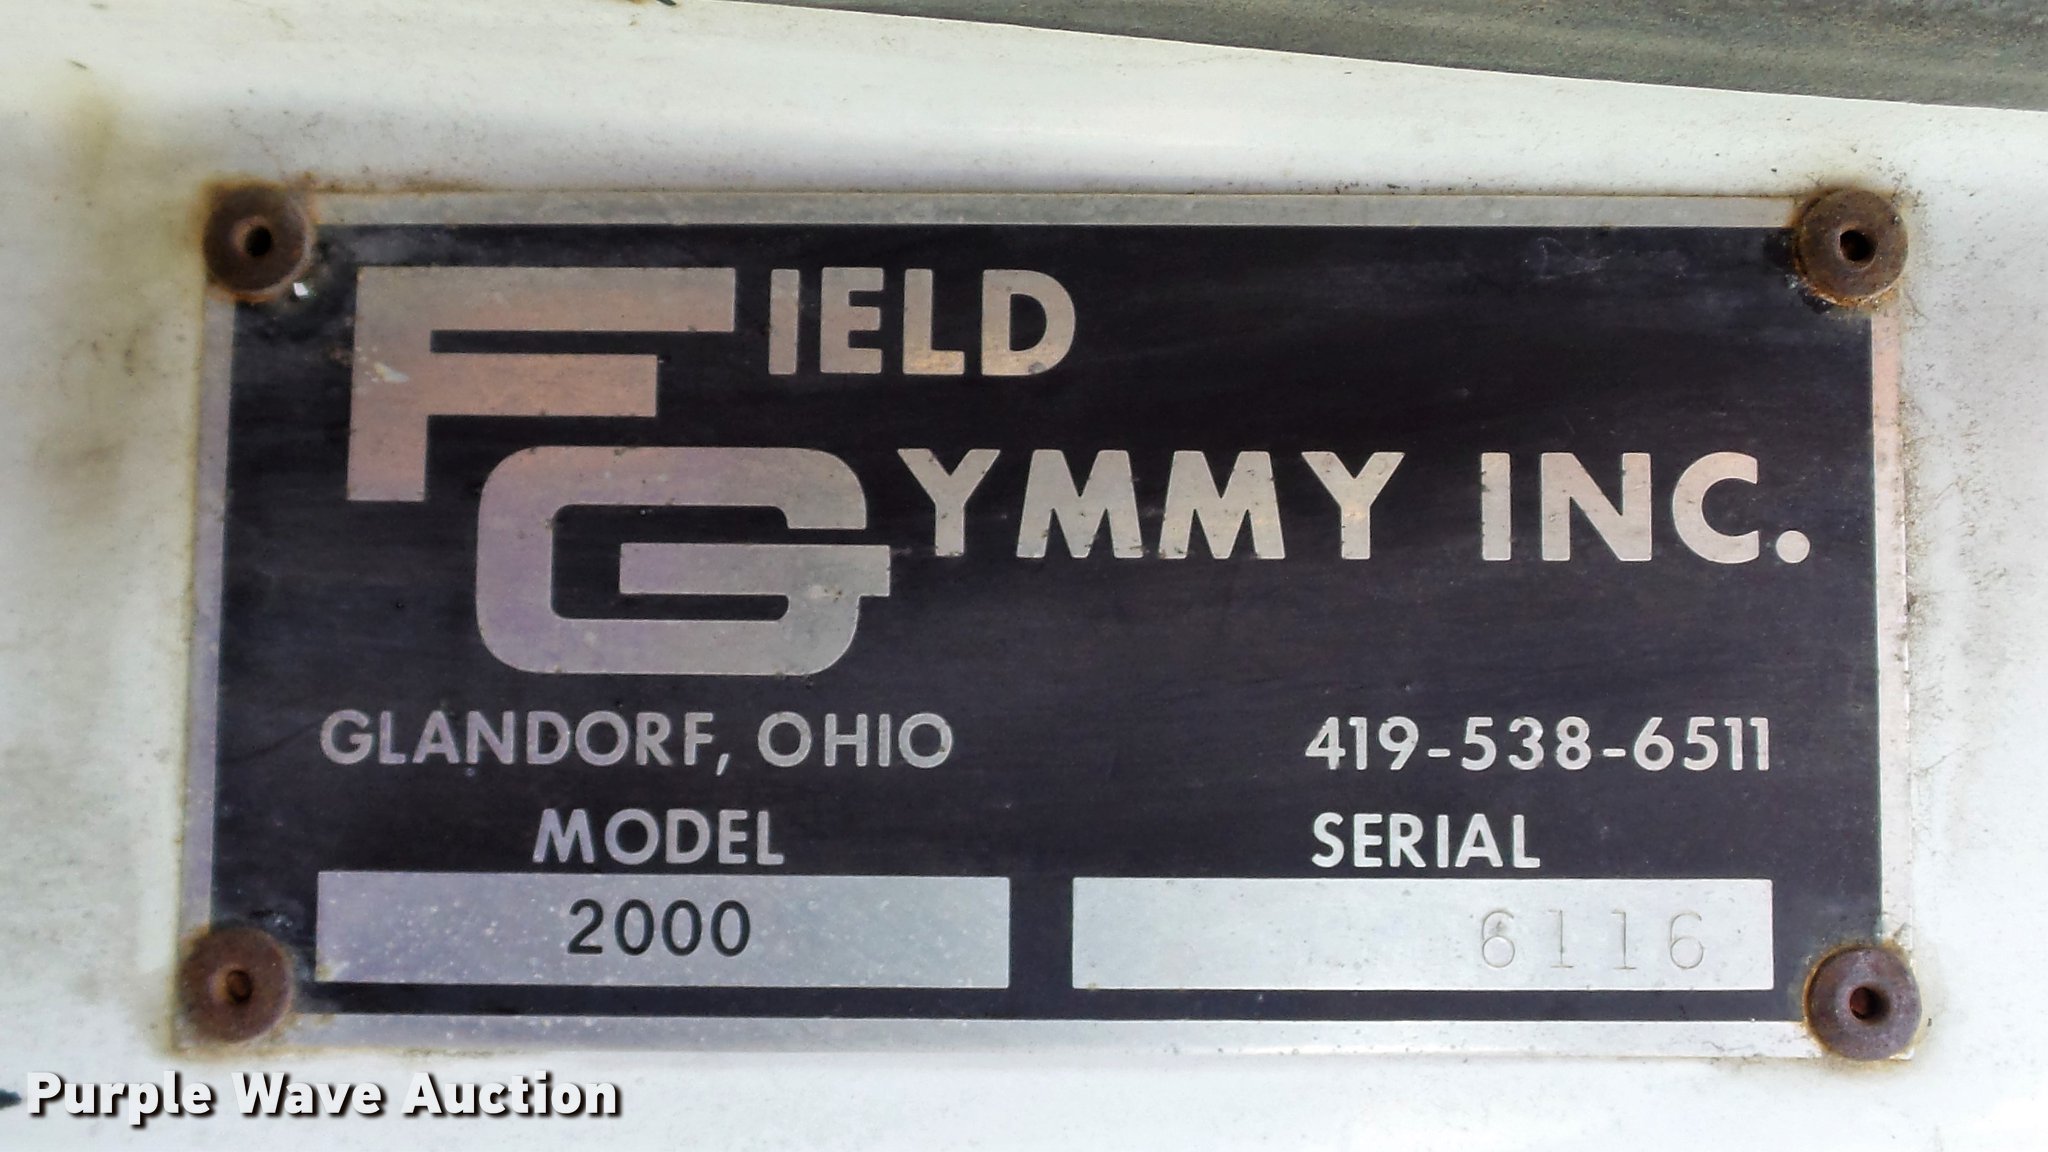 FIELD
GYMMY INC.
GLANDORF, OHIO 419-538-6511
MODEL SERIAL
2000 6116
Purple Wave Auction